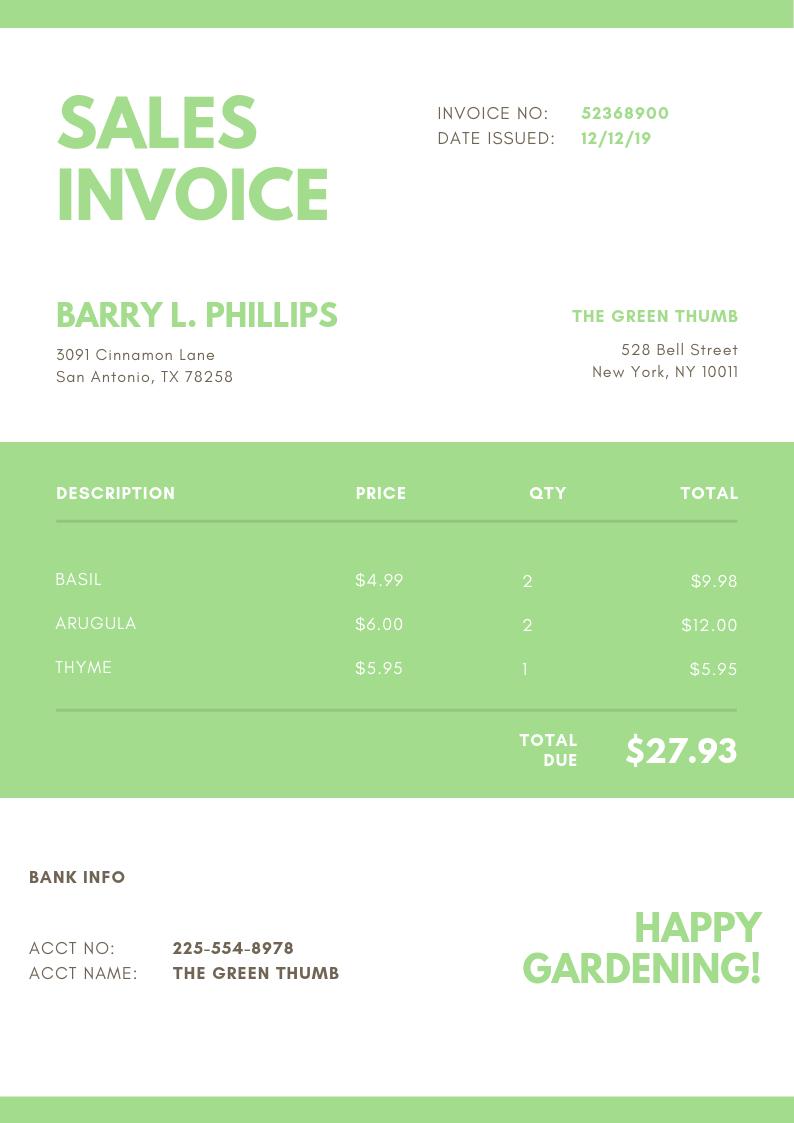 SALES
INVOICE
INVOICE NO: 52368900
DATE ISSUED: 12/12/19
BARRY L. PHILLIPS
3091 Cinnamon Lane
San Antonio, TX 78258
THE GREEN THUMB
528 Bell Street
New York, NY 10011
DESCRIPTION PRICE QTY TOTAL
BASIL $4.99 2 $9.98
ARUGULA $6.00 2 $12.00
THYME $5.95 1 $5.95
TOTAL
DUE
$27.93
BANK INFO
ACCT NO: 225-554-8978
ACCT NAME: THE GREEN THUMB
HAPPY
GARDENING!